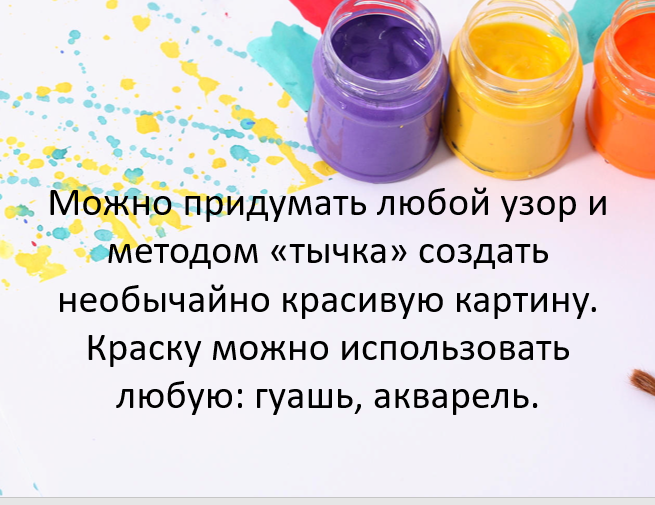 Можно придумать любой узор и
методом «тычка» создать
необычайно красивую картину.
Краску можно использовать
любую: гуашь, акварель.